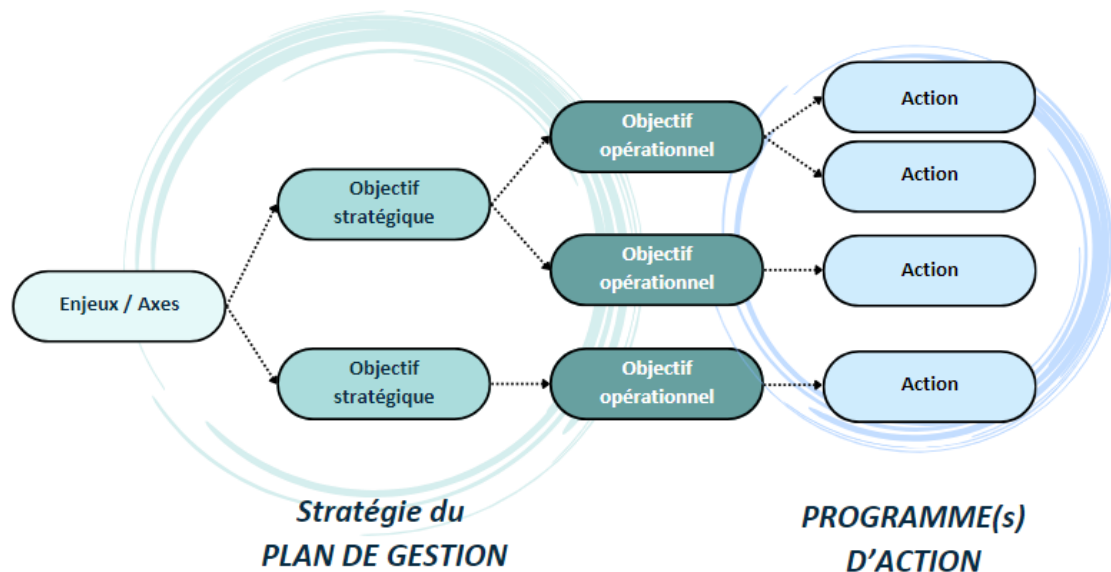 Enjeux / Axes
Objectif
stratégique
Objectif
stratégique
Objectif
opérationnel
Objectif
opérationnel
Objectif
opérationnel
Action
Action
Action
Action
Stratégie du
PLAN DE GESTION
PROGRAMME(s)
D'ACTION